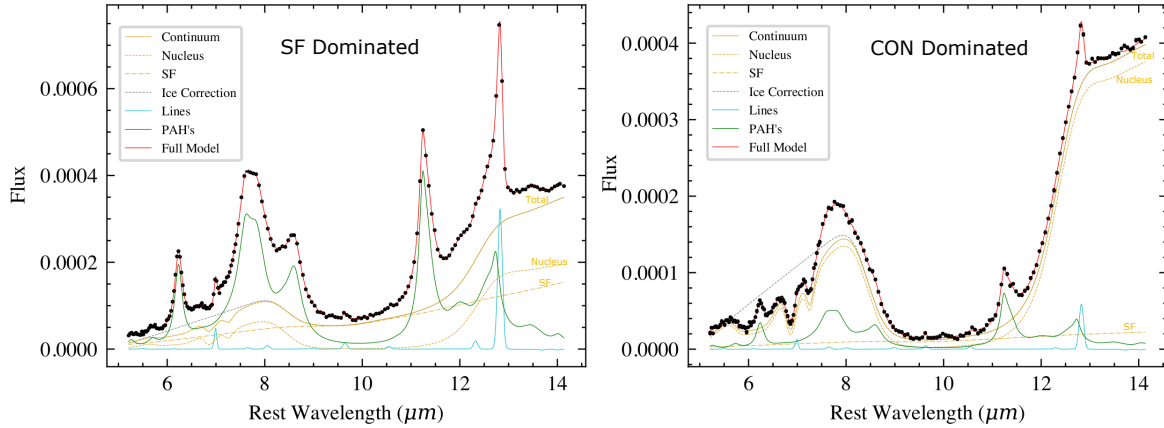 SF Dominated
Continuum
Nucleus
SF
Ice Correction
Lines
PAH's
Full Model
Total
Nucleus
SF
0.0006
0.0004
0.0002
0.0000
Flux
6
8
10
12
14
Rest Wavelength (μm)
CON Dominated
Continuum
Nucleus
SF
Ice Correction
Lines
PAH's
Full Model
Total
Nucleus
SF
0.0004
0.0003
0.0002
0.0001
0.0000
Flux
6
8
10
12
14
Rest Wavelength (μm)